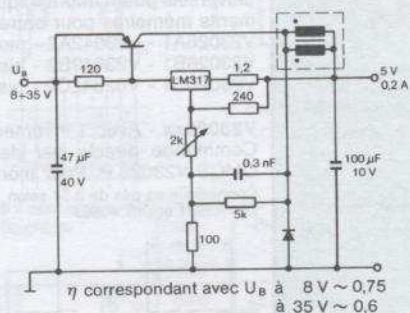 U_B
8÷35 V
120
LM317
1,2
240
5 V
0,2 A
2k
0,3 nF
5k
100
47 µF
40 V
100 µF
10 V
η correspondant avec U_B à 8 V ~ 0,75
à 35 V ~ 0,6